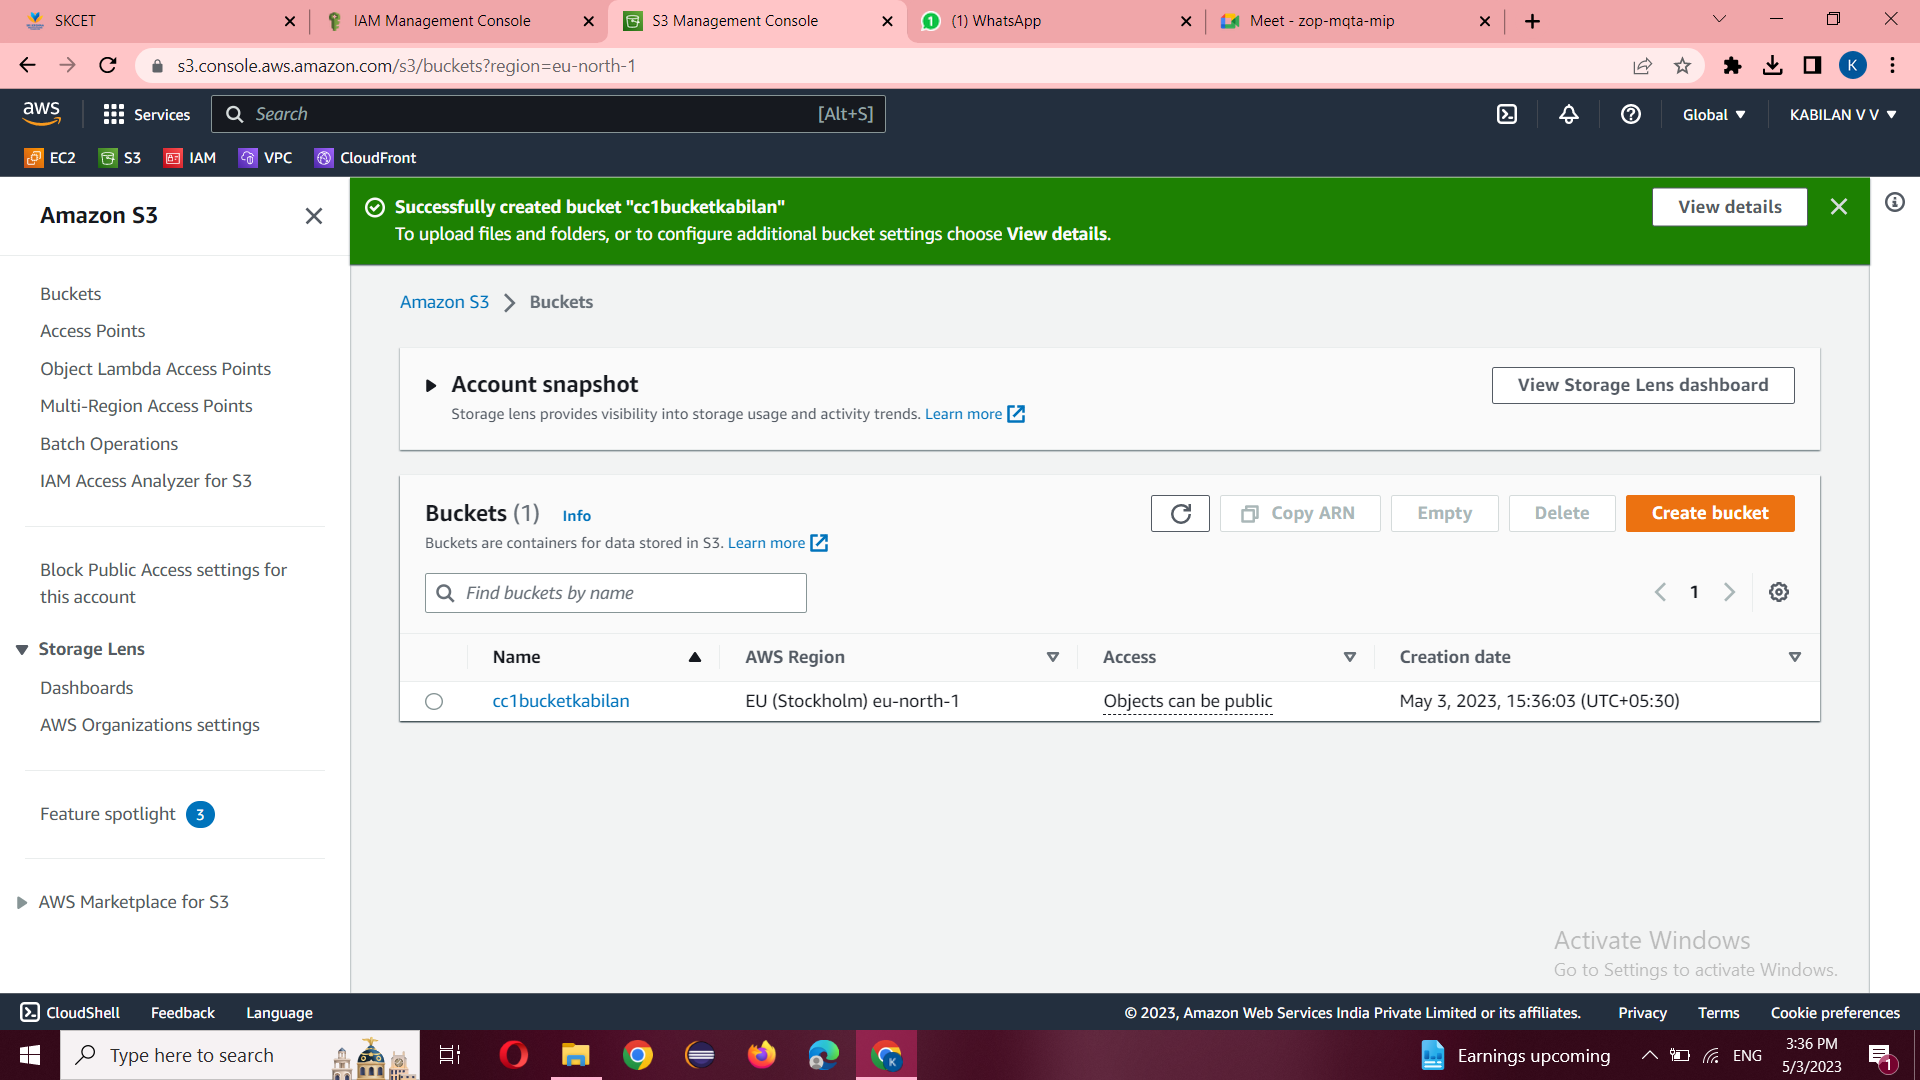 SKCET
IAM Management Console
S3 Management Console
(1) WhatsApp
Meet - zop-mqta-mip
s3.console.aws.amazon.com/s3/buckets?region=eu-north-1
K
aws
Services
Search
[Alt+S]
Global
KABILAN V V
EC2
S3
IAM
VPC
CloudFront
Amazon S3
Buckets
Access Points
Object Lambda Access Points
Multi-Region Access Points
Batch Operations
IAM Access Analyzer for S3
Block Public Access settings for
this account
Storage Lens
Dashboards
AWS Organizations settings
Feature spotlight 3
AWS Marketplace for S3
Successfully created bucket "cc1bucketkabilan"
To upload files and folders, or to configure additional bucket settings choose View details.
View details
Amazon S3 > Buckets
Account snapshot
Storage lens provides visibility into storage usage and activity trends. Learn more
View Storage Lens dashboard
Buckets (1) Info
Buckets are containers for data stored in S3. Learn more
Copy ARN
Empty
Delete
Create bucket
Find buckets by name
1
Name AWS Region Access Creation date
cc1bucketkabilan EU (Stockholm) eu-north-1 Objects can be public May 3, 2023, 15:36:03 (UTC+05:30)
Activate Windows
Go to Settings to activate Windows.
CloudShell Feedback Language
© 2023, Amazon Web Services India Private Limited or its affiliates. Privacy Terms Cookie preferences
Type here to search
K
Earnings upcoming
ENG
3:36 PM
5/3/2023
1